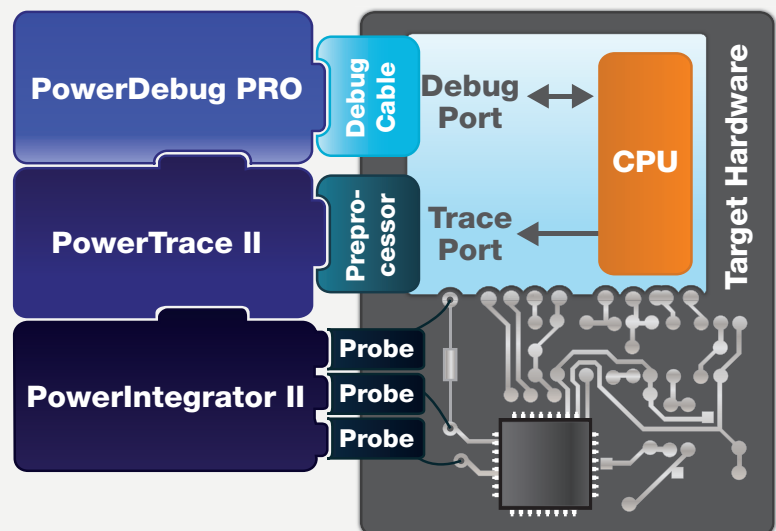 PowerDebug PRO
Debug
Cable
Debug
Port
CPU
Target Hardware
PowerTrace II
Prepro-
cessor
Trace
Port
PowerIntegrator II
Probe
Probe
Probe